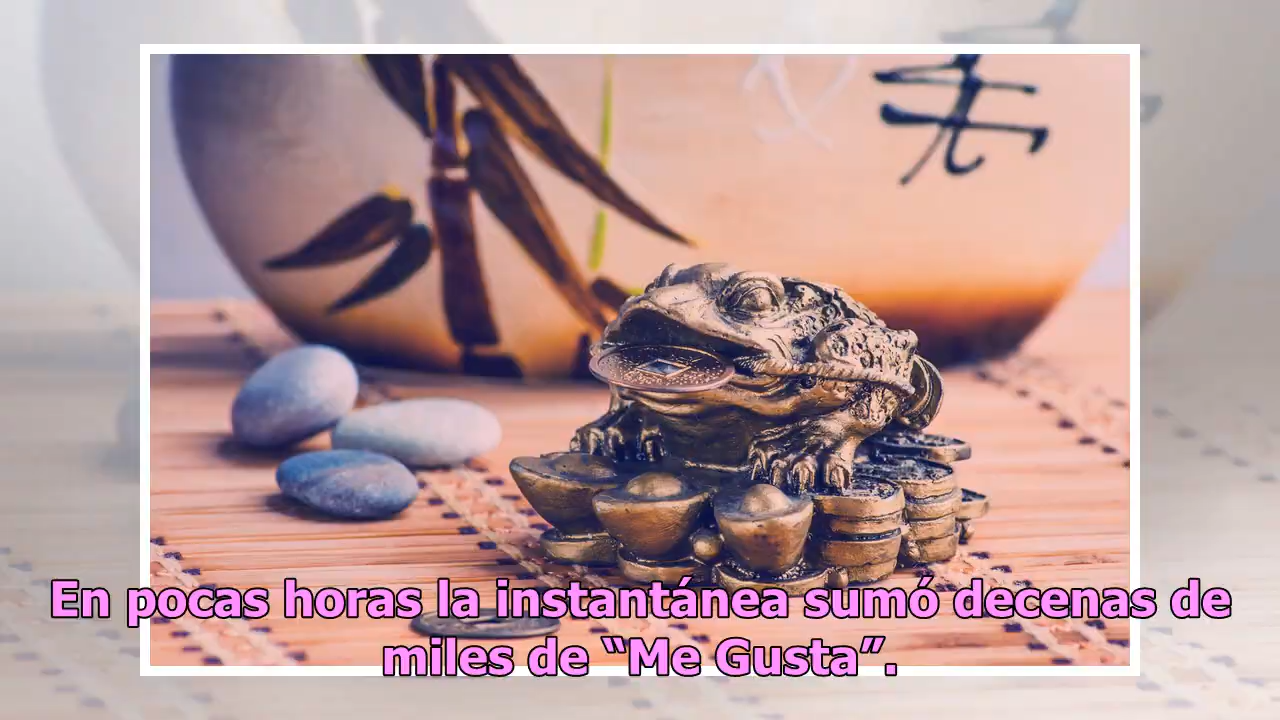 En pocas horas la instantánea sumó decenas de
miles de “Me Gusta”.